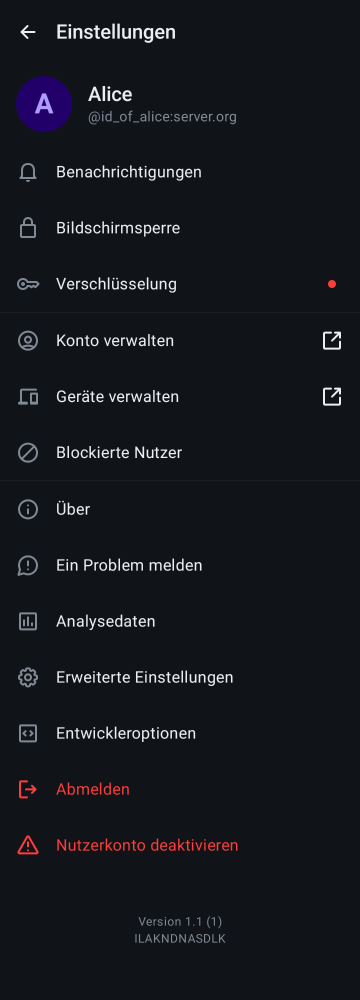 Einstellungen
A
Alice
@id_of_alice:server.org
Benachrichtigungen
Bildschirmsperre
Verschlüsselung
Konto verwalten
Geräte verwalten
Blockierte Nutzer
Über
Ein Problem melden
Analysedaten
Erweiterte Einstellungen
Entwickleroptionen
Abmelden
Nutzerkonto deaktivieren
Version 1.1 (1)
ILAKNDNASDLK